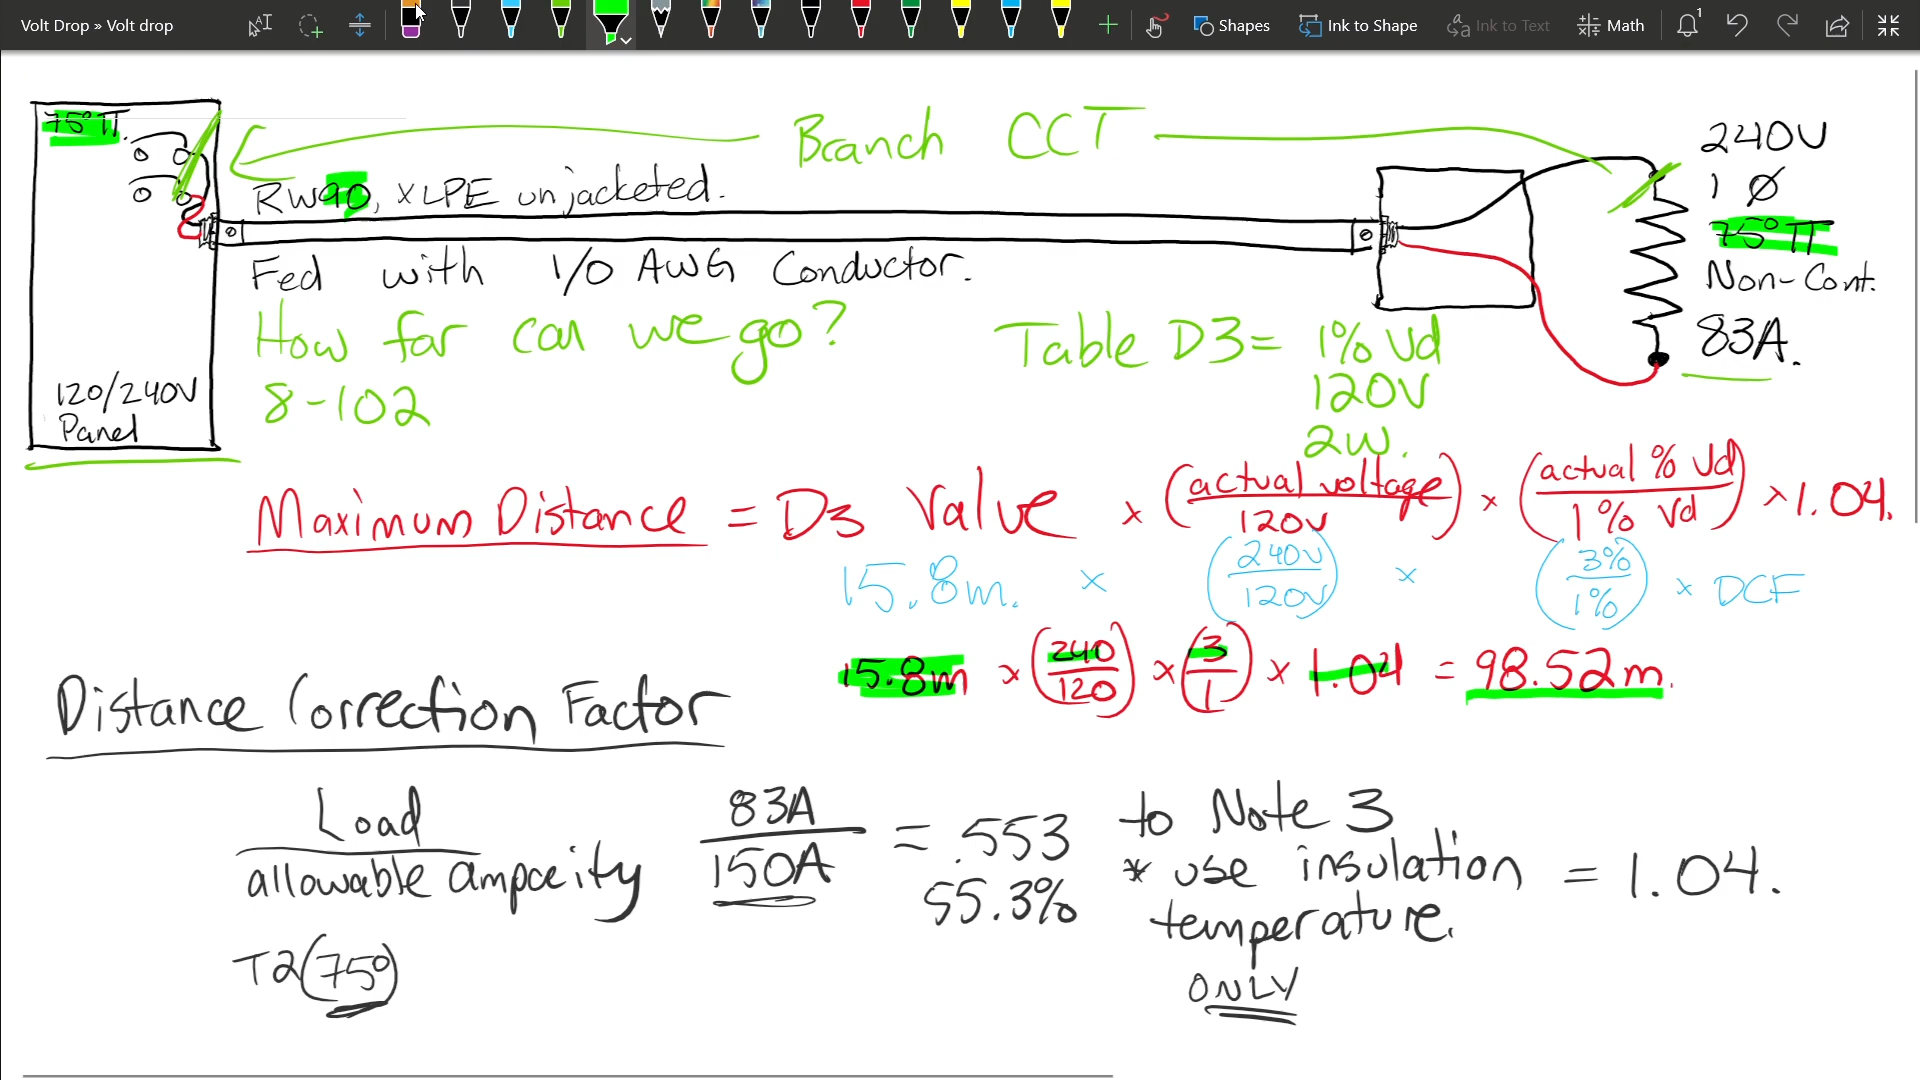 Volt Drop » Volt drop
Shapes
Ink to Shape
Ink to Text
Math
1
75° TT.
Branch CCT
240V
1 Ø
75° TT
Non-Cont.
83A.
RW90, XLPE unjacketed.
Fed with 1/0 AWG Conductor.
How far can we go?
8-102
Table D3 = 1% Vd
120V
2W.
120/240V
Panel
Maximum Distance = D3 Value × (actual voltage / 120V) × (actual % Vd / 1% Vd) × 1.04.
15.8m. × (240V / 120V) × (3% / 1%) × DCF
15.8m × (240 / 120) × (3 / 1) × 1.04 = 98.52m.
Distance Correction Factor
Load / allowable ampacity
83A / 150A = .553
55.3%
to Note 3
* use insulation = 1.04.
temperature.
ONLY
T2(75°)